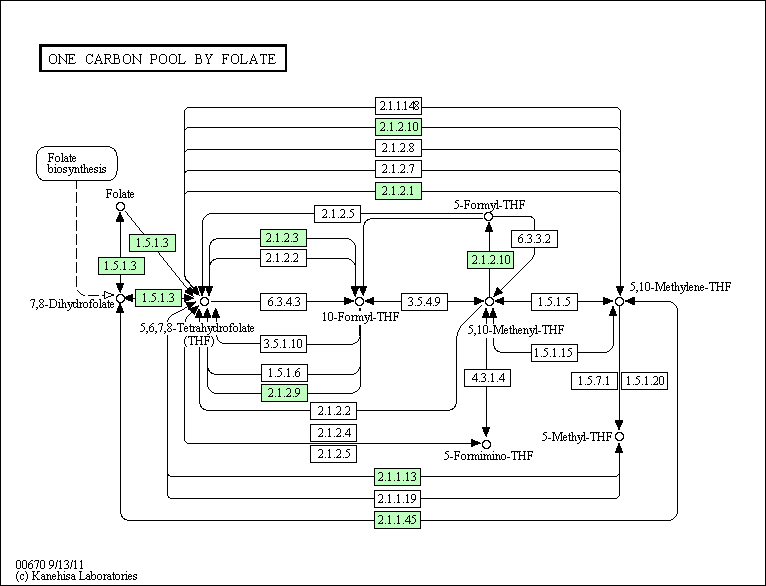 ONE CARBON POOL BY FOLATE
2.1.1.148
2.1.2.10
2.1.2.8
2.1.2.7
2.1.2.1
Folate
biosynthesis
Folate
5-Formyl-THF
2.1.2.5
1.5.1.3
2.1.2.3
6.3.3.2
2.1.2.2
2.1.2.10
1.5.1.3
5,10-Methylene-THF
7,8-Dihydrofolate
1.5.1.3
6.3.4.3
3.5.4.9
1.5.1.5
10-Formyl-THF
5,6,7,8-Tetrahydrofolate
(THF)
5,10-Methenyl-THF
3.5.1.10
1.5.1.15
1.5.1.6
4.3.1.4
1.5.7.1
1.5.1.20
2.1.2.9
2.1.2.2
2.1.2.4
5-Methyl-THF
2.1.2.5
5-Formimino-THF
2.1.1.13
2.1.1.19
2.1.1.45
00670 9/13/11
(c) Kanehisa Laboratories